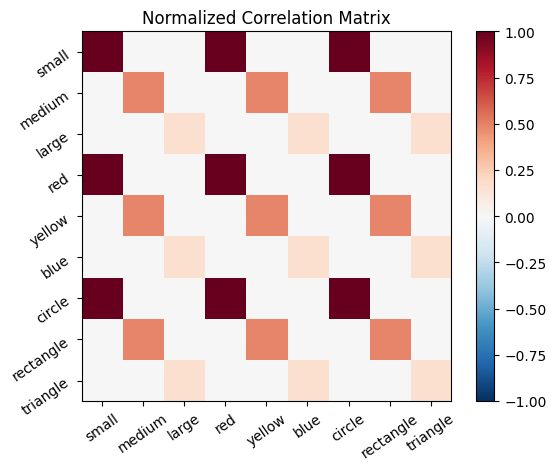 Normalized Correlation Matrix
small
medium
large
red
yellow
blue
circle
rectangle
triangle
small
medium
large
red
yellow
blue
circle
rectangle
triangle
1.00
0.75
0.50
0.25
0.00
−0.25
−0.50
−0.75
−1.00